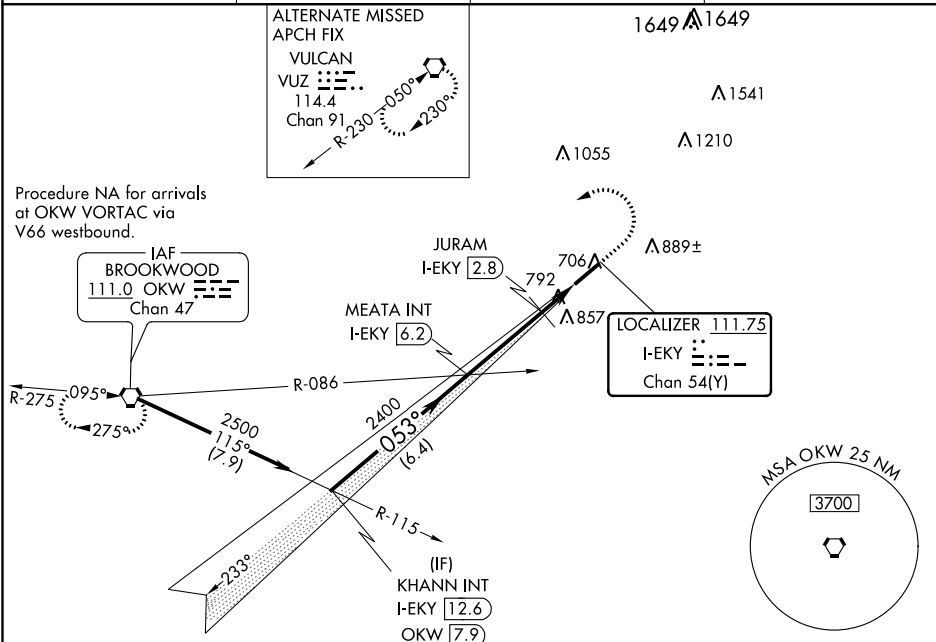 ALTERNATE MISSED
APCH FIX
VULCAN
VUZ
114.4
Chan 91
R-230
050°
230°
1649 1649
1541
1210
1055
889±
Procedure NA for arrivals
at OKW VORTAC via
V66 westbound.
IAF
BROOKWOOD
111.0 OKW
Chan 47
JURAM
I-EKY 2.8
706
792
857
MEATA INT
I-EKY 6.2
LOCALIZER 111.75
I-EKY
Chan 54(Y)
R-275
095°
275°
R-086
2500
115°
(7.9)
2400
053°
(6.4)
R-115
233°
(IF)
KHANN INT
I-EKY 12.6
OKW 7.9
MSA OKW 25 NM
3700